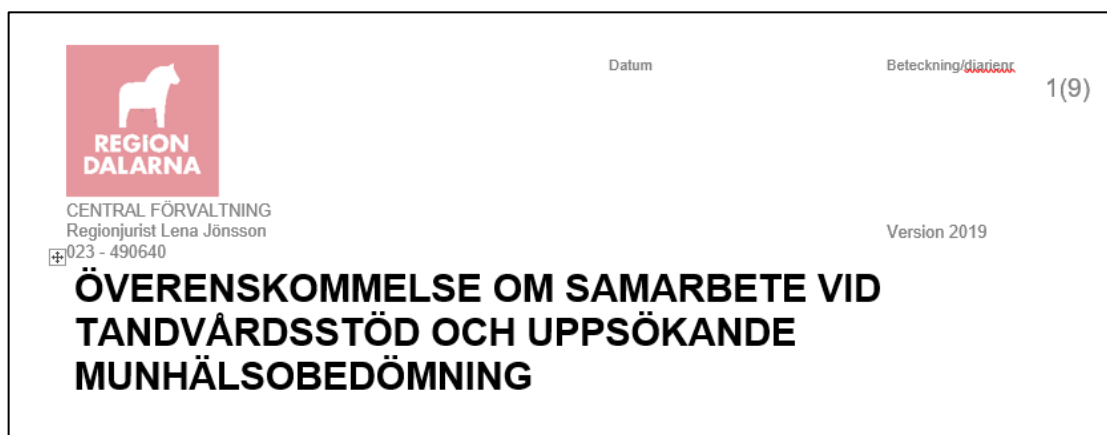 Datum
Beteckning/diarienr
1(9)
REGION
DALARNA
CENTRAL FÖRVALTNING
Regionjurist Lena Jönsson
Version 2019
023 - 490640
ÖVERENSKOMMELSE OM SAMARBETE VID
TANDVÅRDSSTÖD OCH UPPSÖKANDE
MUNHÄLSOBEDÖMNING